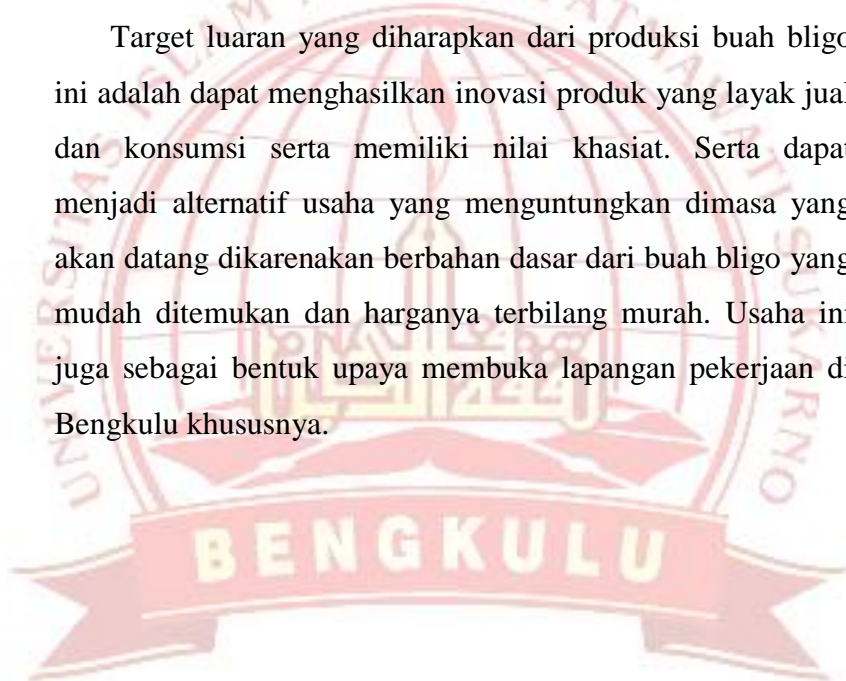 Target luaran yang diharapkan dari produksi buah bligo
ini adalah dapat menghasilkan inovasi produk yang layak jual
dan konsumsi serta memiliki nilai khasiat. Serta dapat
menjadi alternatif usaha yang menguntungkan dimasa yang
akan datang dikarenakan berbahan dasar dari buah bligo yang
mudah ditemukan dan harganya terbilang murah. Usaha ini
juga sebagai bentuk upaya membuka lapangan pekerjaan di
Bengkulu khususnya.
UNIVERSITAS ISLAM
SUKARNO
BENGKULU